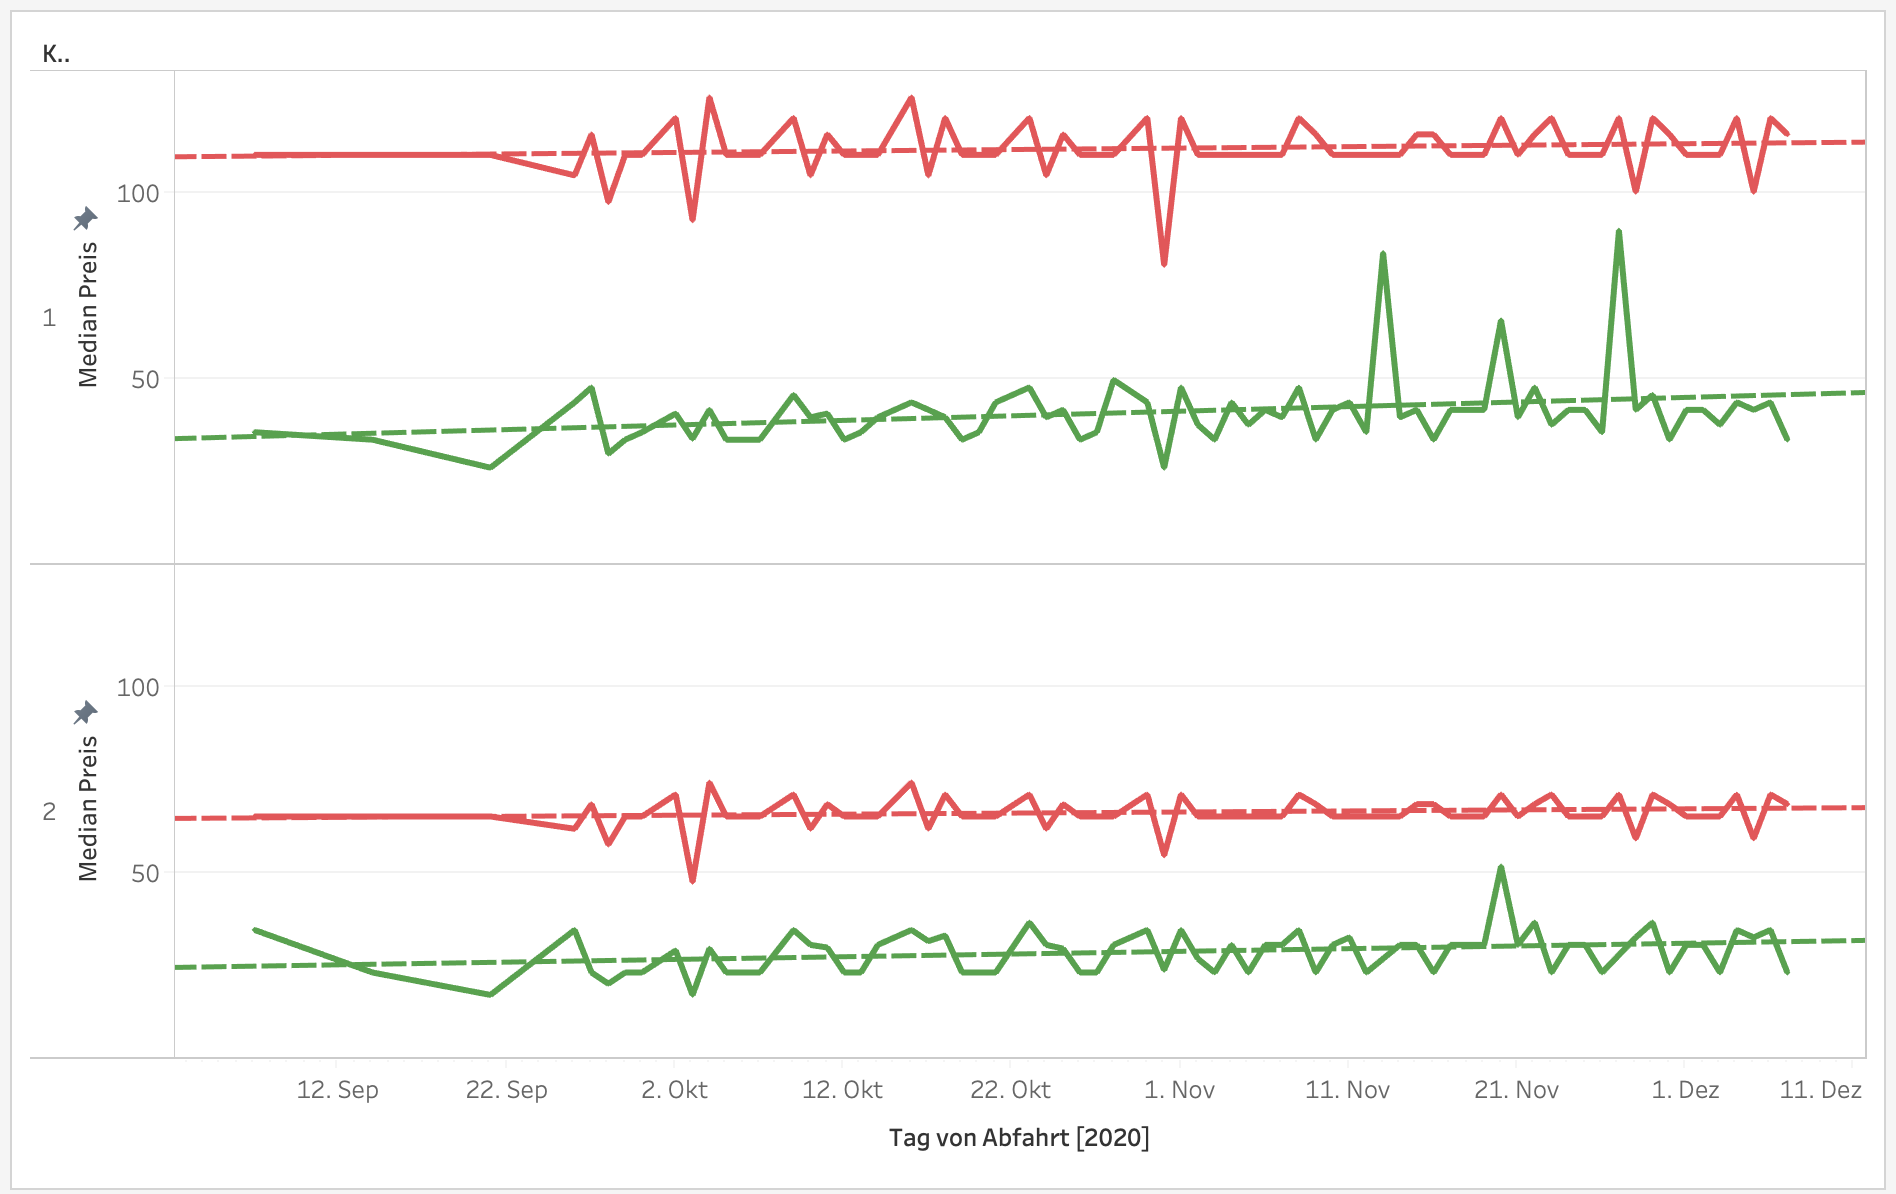 K..
100
50
Median Preis
1
100
50
Median Preis
2
12. Sep 22. Sep 2. Okt 12. Okt 22. Okt 1. Nov 11. Nov 21. Nov 1. Dez 11. Dez
Tag von Abfahrt [2020]